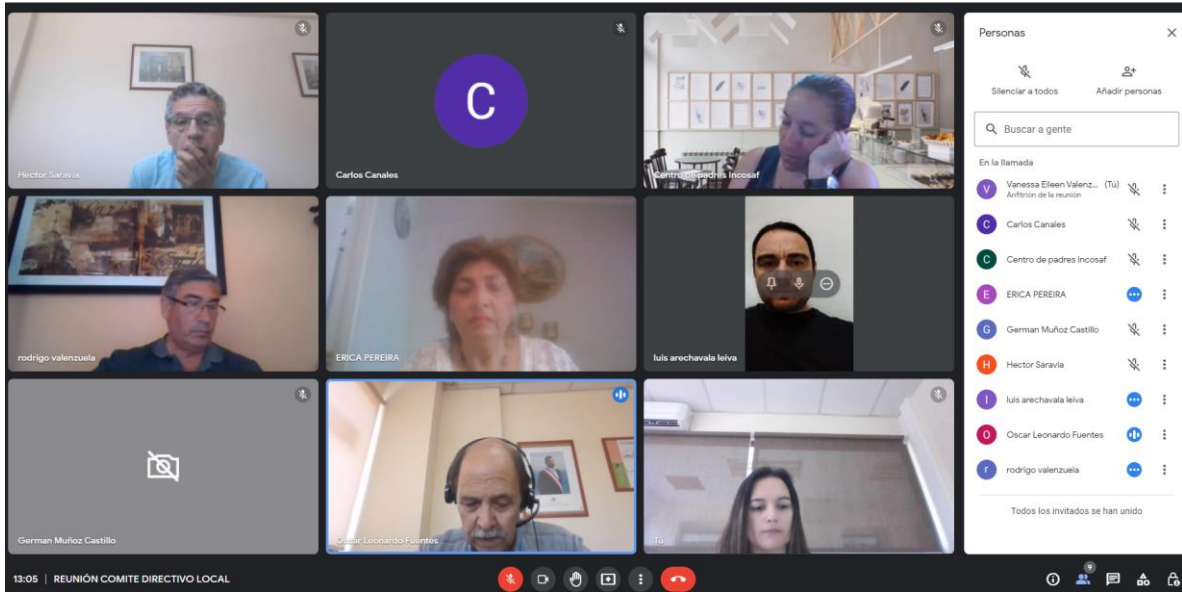 Hector Saravia
C
Carlos Canales
Centro de padres Incosaf
rodrigo valenzuela
ERICA PEREIRA
luis arechavala leiva
German Muñoz Castillo
Oscar Leonardo Fuentes
Tú
Personas
Silenciar a todos
Añadir personas
Buscar a gente
En la llamada
V
Vanessa Eileen Valenz... (Tú)
Anfitrión de la reunión
C
Carlos Canales
C
Centro de padres Incosaf
E
ERICA PEREIRA
G
German Muñoz Castillo
H
Hector Saravia
l
luis arechavala leiva
O
Oscar Leonardo Fuentes
r
rodrigo valenzuela
Todos los invitados se han unido
13:05 | REUNIÓN COMITE DIRECTIVO LOCAL
9